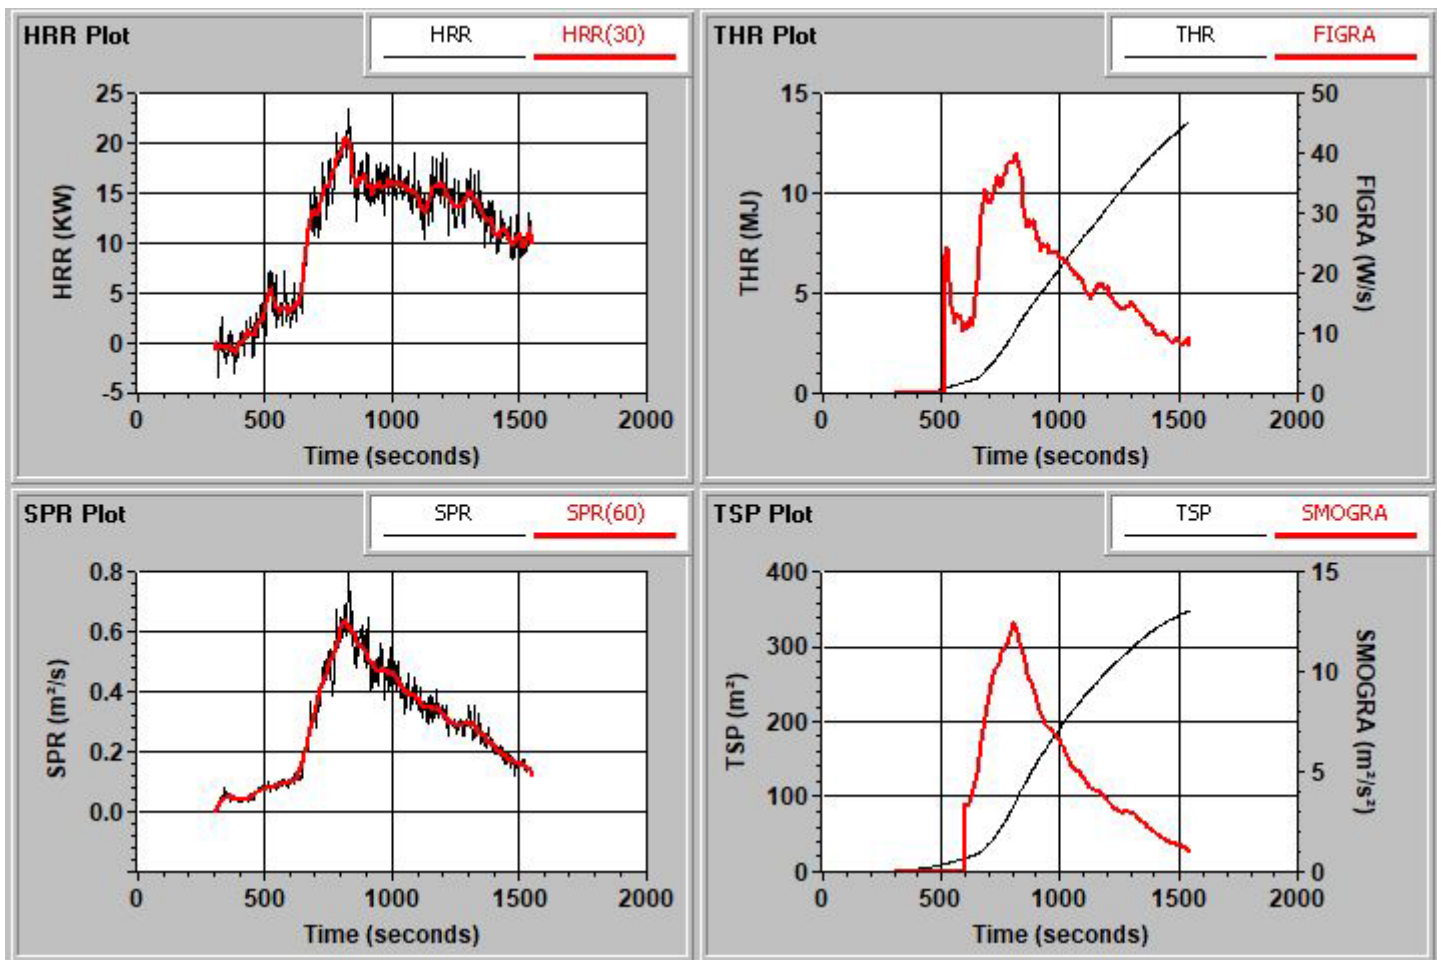 HRR Plot
HRR HRR(30)
25
20
15
10
5
0
-5
HRR (KW)
0 500 1000 1500 2000
Time (seconds)
THR Plot
THR FIGRA
15
10
5
0
THR (MJ)
50
40
30
20
10
0
FIGRA (W/s)
0 500 1000 1500 2000
Time (seconds)
SPR Plot
SPR SPR(60)
0.8
0.6
0.4
0.2
0.0
SPR (m²/s)
0 500 1000 1500 2000
Time (seconds)
TSP Plot
TSP SMOGRA
400
300
200
100
0
TSP (m²)
15
10
5
0
SMOGRA (m²/s²)
0 500 1000 1500 2000
Time (seconds)